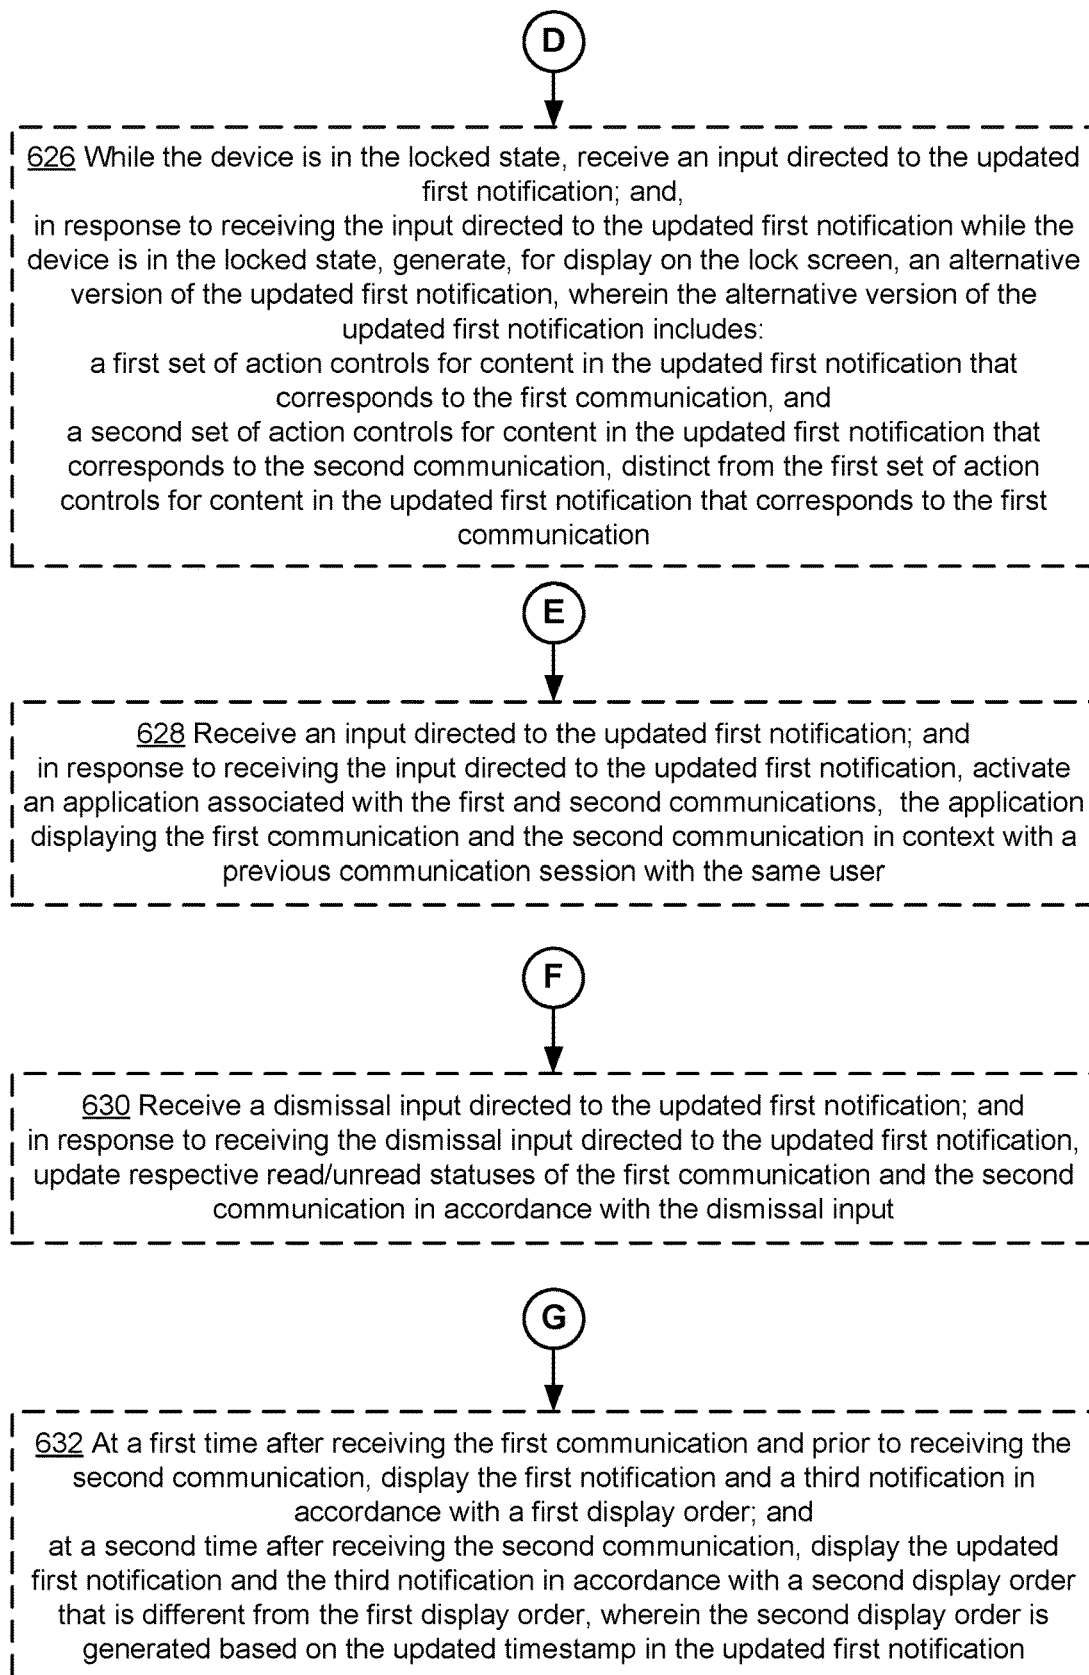 D
626 While the device is in the locked state, receive an input directed to the updated
first notification; and,
in response to receiving the input directed to the updated first notification while the
device is in the locked state, generate, for display on the lock screen, an alternative
version of the updated first notification, wherein the alternative version of the
updated first notification includes:
a first set of action controls for content in the updated first notification that
corresponds to the first communication, and
a second set of action controls for content in the updated first notification that
corresponds to the second communication, distinct from the first set of action
controls for content in the updated first notification that corresponds to the first
communication
E
628 Receive an input directed to the updated first notification; and
in response to receiving the input directed to the updated first notification, activate
an application associated with the first and second communications, the application
displaying the first communication and the second communication in context with a
previous communication session with the same user
F
630 Receive a dismissal input directed to the updated first notification; and
in response to receiving the dismissal input directed to the updated first notification,
update respective read/unread statuses of the first communication and the second
communication in accordance with the dismissal input
G
632 At a first time after receiving the first communication and prior to receiving the
second communication, display the first notification and a third notification in
accordance with a first display order; and
at a second time after receiving the second communication, display the updated
first notification and the third notification in accordance with a second display order
that is different from the first display order, wherein the second display order is
generated based on the updated timestamp in the updated first notification